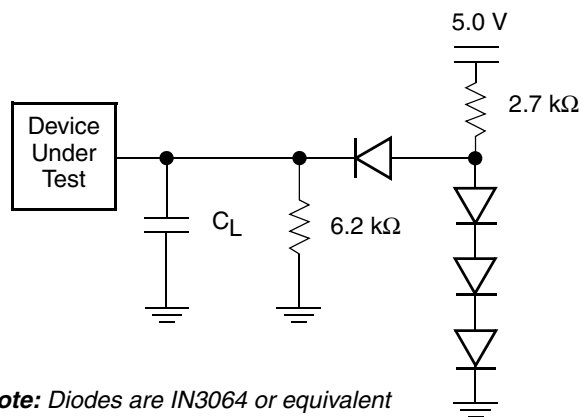 5.0 V
2.7 kΩ
Device
Under
Test
C_L
6.2 kΩ
ote: Diodes are IN3064 or equivalent